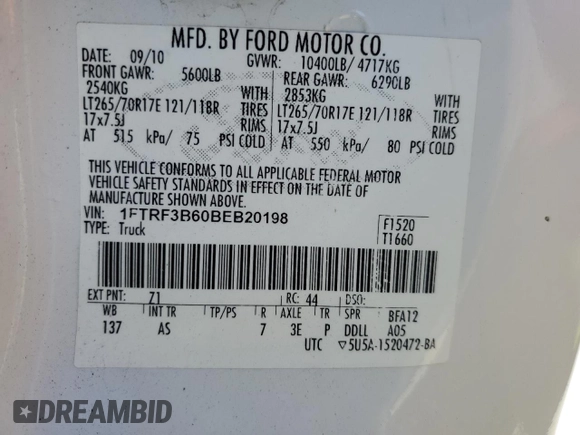 MFD. BY FORD MOTOR CO.
DATE: 09/10 GVWR: 10400LB/ 4717KG
FRONT GAWR: 5600LB REAR GAWR: 6290LB
2540KG WITH 2853KG WITH
LT265/70R17E 121/118R TIRES LT265/70R17E 121/118R TIRES
17x7.5J RIMS 17x7.5J RIMS
AT 515 kPa/ 75 PSI COLD AT 550 kPa/ 80 PSI COLD
THIS VEHICLE CONFORMS TO ALL APPLICABLE FEDERAL MOTOR
VEHICLE SAFETY STANDARDS IN EFFECT ON THE DATE OF
MANUFACTURE SHOWN ABOVE.
VIN: 1FTRF3B60BEB20198 F1520
TYPE: Truck T1660
EXT PNT: Z1 RC: 44 DSO:
WB INT TR TP/PS R AXLE TR SPR BFA12
137 AS 7 3E P DDLL A05
UTC ▽5U5A-1520472-BA
DREAMBID